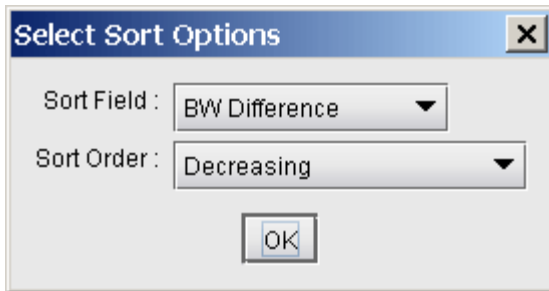 Select Sort Options
Sort Field : BW Difference
Sort Order : Decreasing
OK